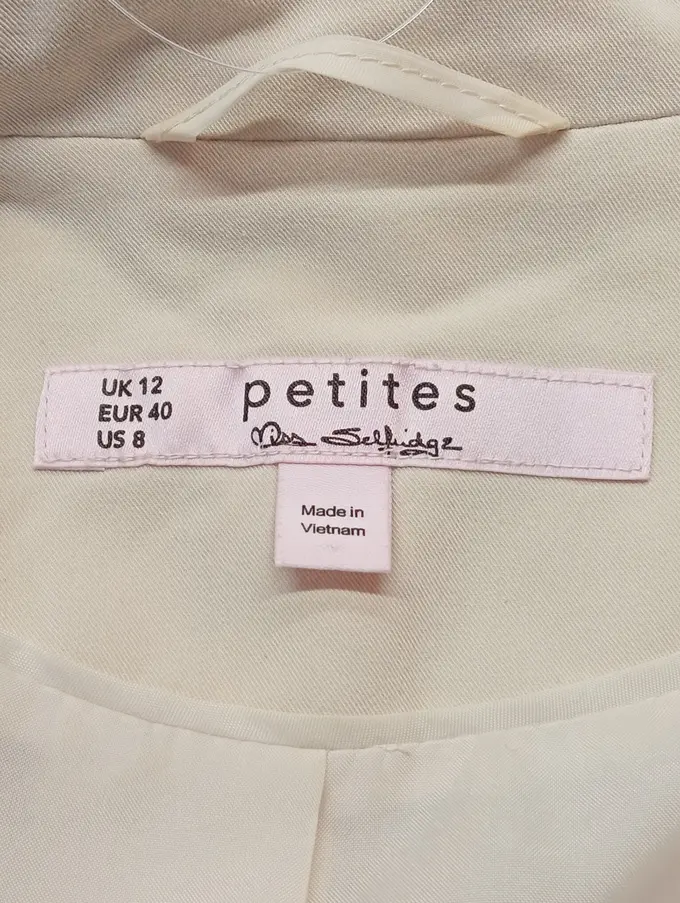 UK 12
EUR 40
US 8
petites
Miss Selfridge
Made in
Vietnam